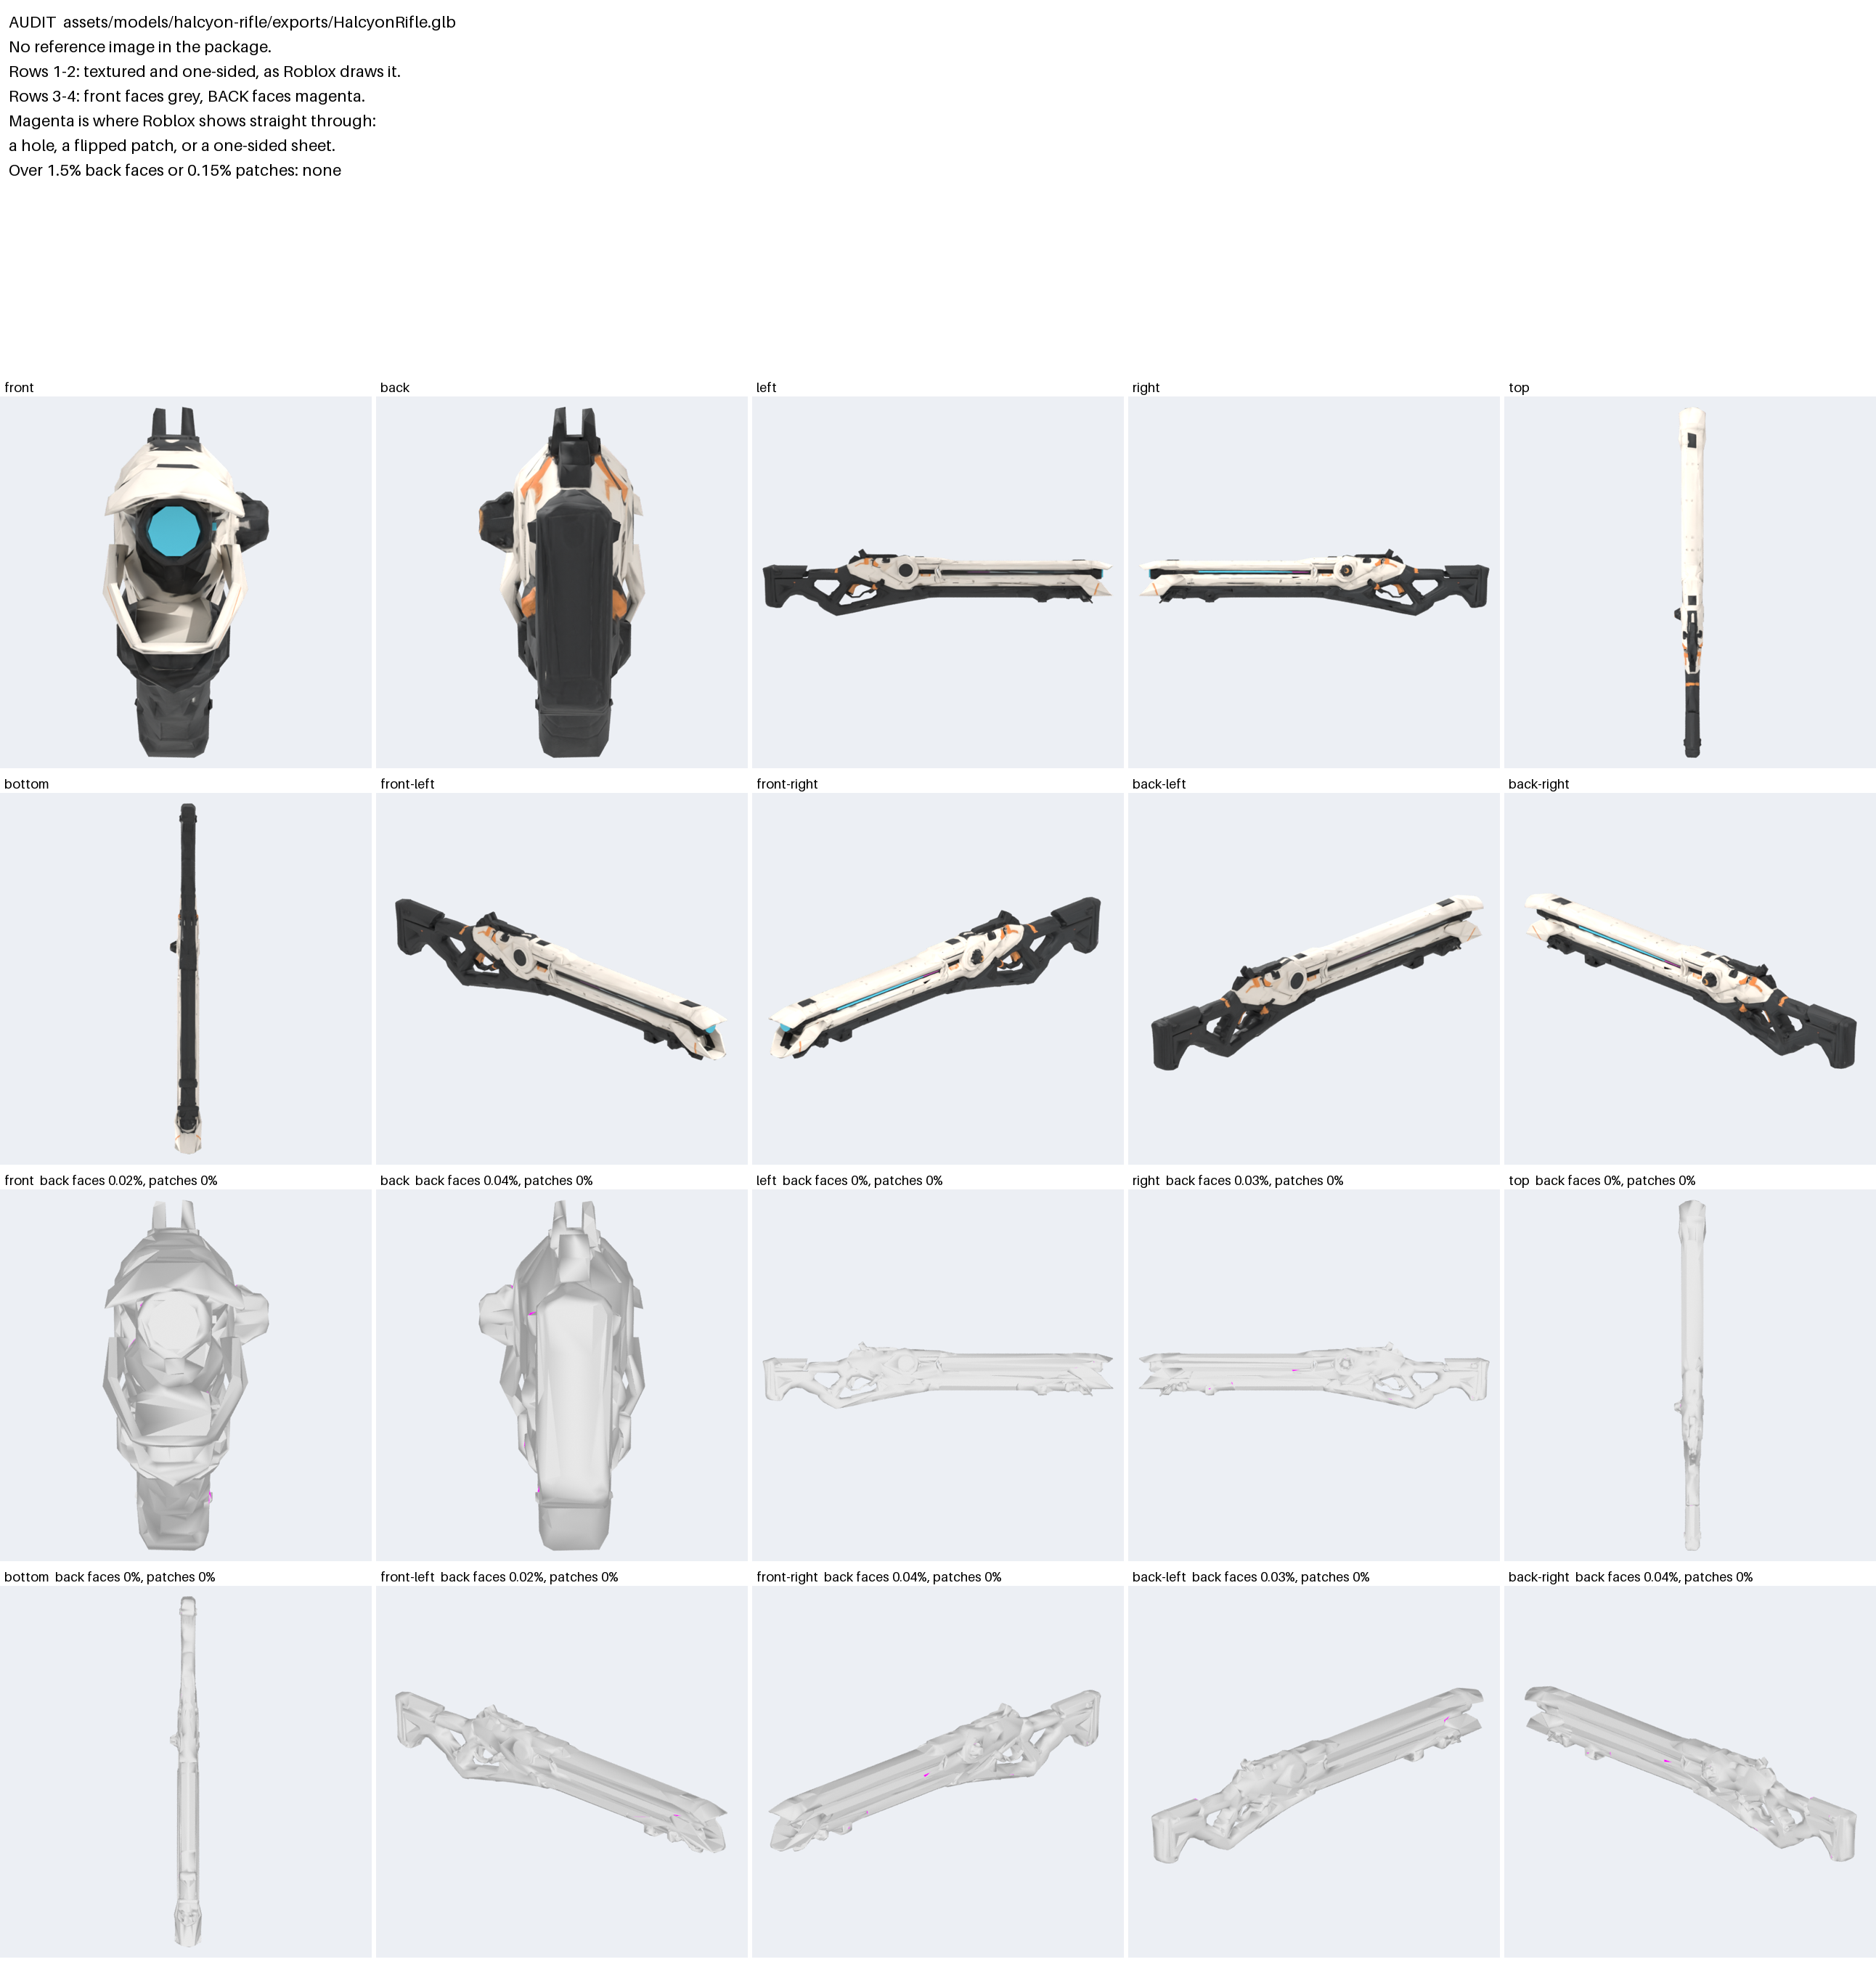 AUDIT  assets/models/halcyon-rifle/exports/HalcyonRifle.glb
No reference image in the package.
Rows 1-2: textured and one-sided, as Roblox draws it.
Rows 3-4: front faces grey, BACK faces magenta.
Magenta is where Roblox shows straight through:
a hole, a flipped patch, or a one-sided sheet.
Over 1.5% back faces or 0.15% patches: none
front
back
left
right
top
bottom
front-left
front-right
back-left
back-right
front  back faces 0.02%, patches 0%
back  back faces 0.04%, patches 0%
left  back faces 0%, patches 0%
right  back faces 0.03%, patches 0%
top  back faces 0%, patches 0%
bottom  back faces 0%, patches 0%
front-left  back faces 0.02%, patches 0%
front-right  back faces 0.04%, patches 0%
back-left  back faces 0.03%, patches 0%
back-right  back faces 0.04%, patches 0%